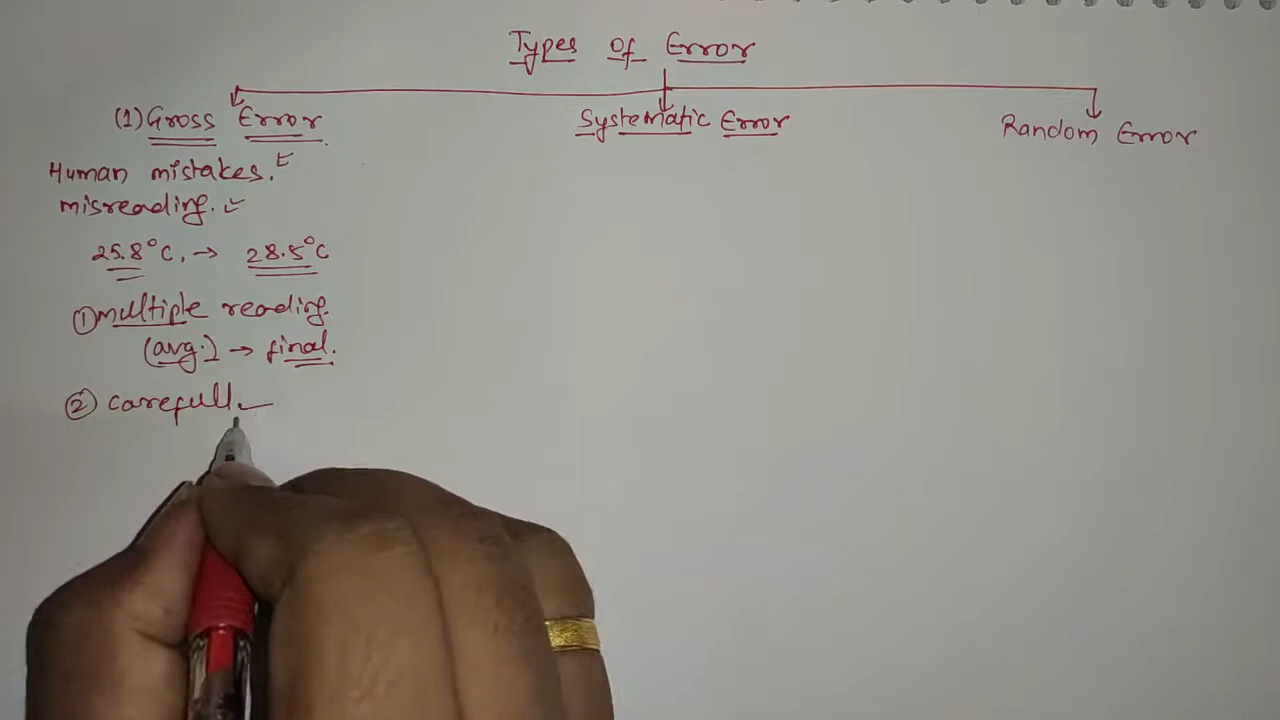 Types of Error
(1) Gross Error
Systematic Error
Random Error
Human mistakes.
misreading.
25.8°C, → 28.5°C
① multiple reading.
(avg.) → final.
② carefull